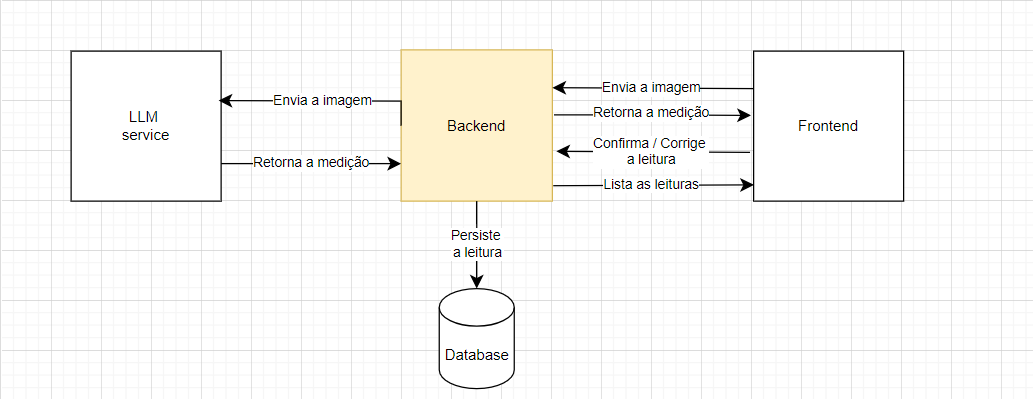 LLM
service
Envia a imagem
Retorna a medição
Backend
Envia a imagem
Retorna a medição
Confirma / Corrige
a leitura
Lista as leituras
Frontend
Persiste
a leitura
Database